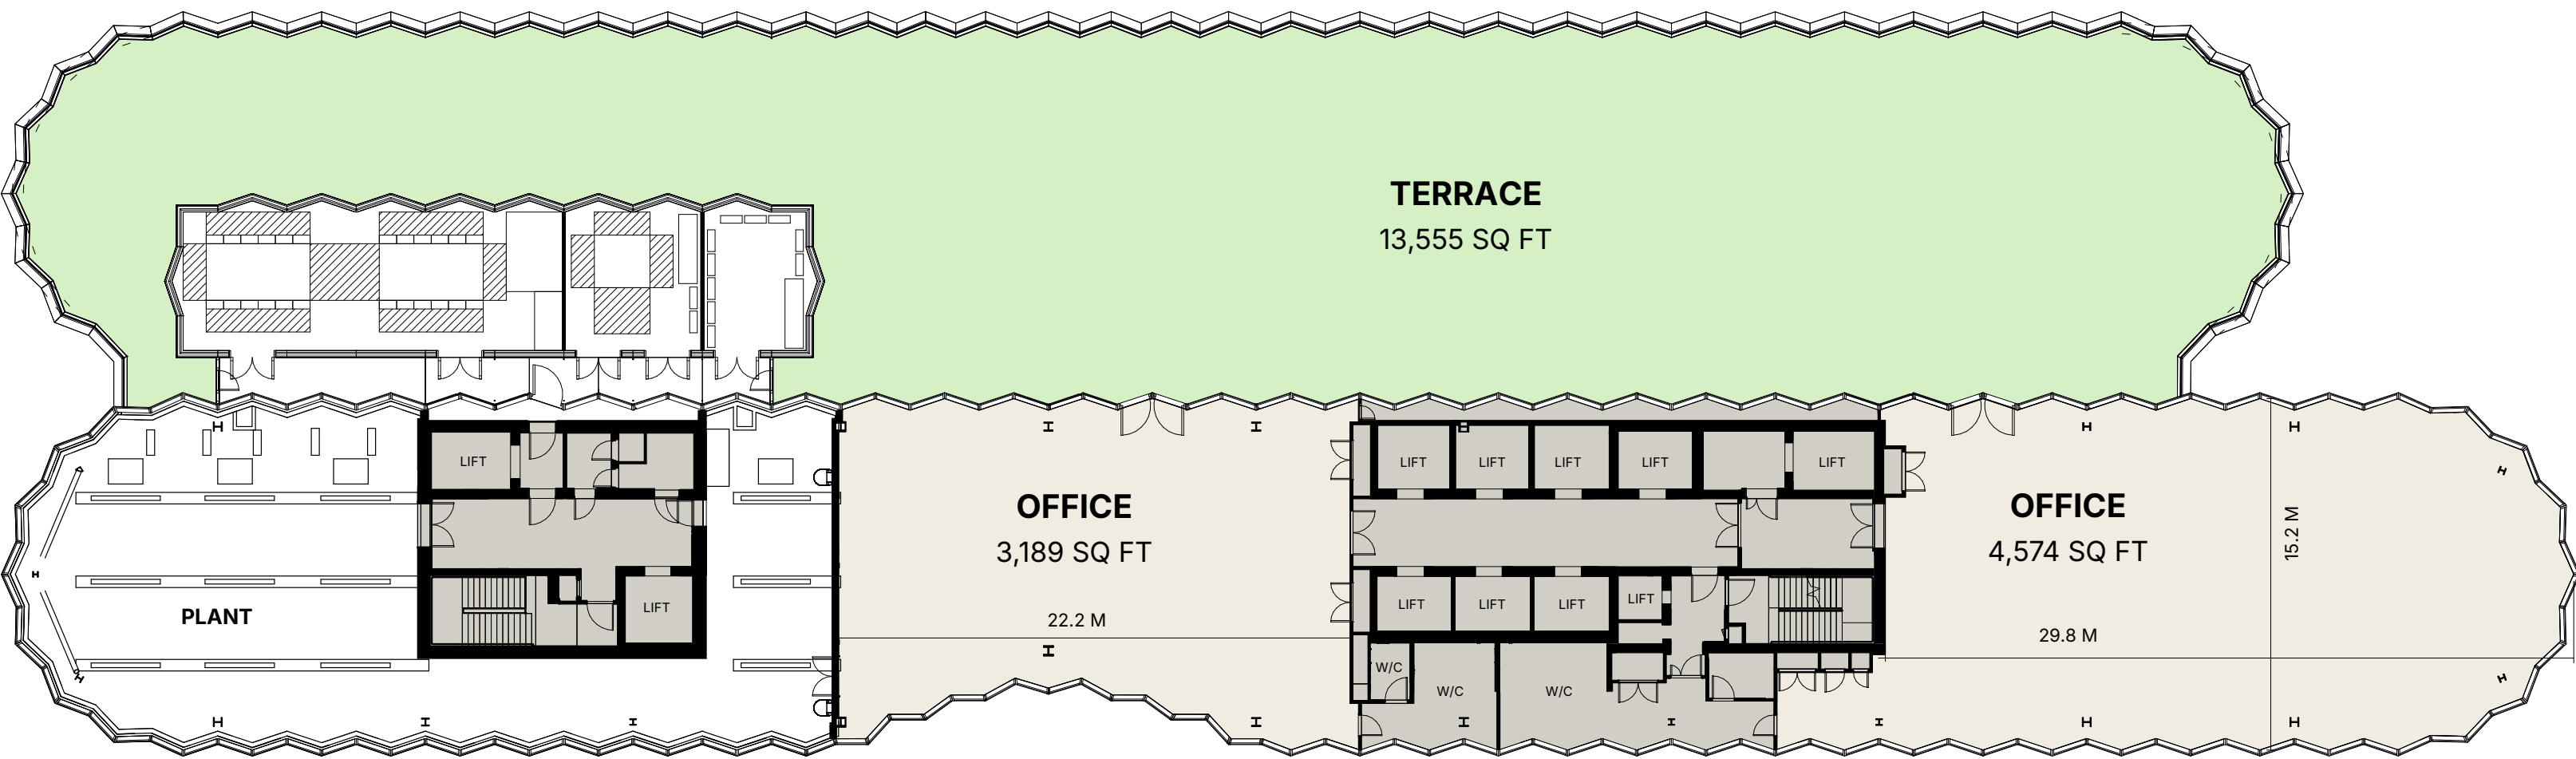 TERRACE
13,555 SQ FT
LIFT
LIFT
LIFT
LIFT
LIFT
LIFT
OFFICE
3,189 SQ FT
OFFICE
4,574 SQ FT
15.2 M
PLANT
LIFT
22.2 M
LIFT
LIFT
LIFT
LIFT
29.8 M
W/C
W/C
W/C